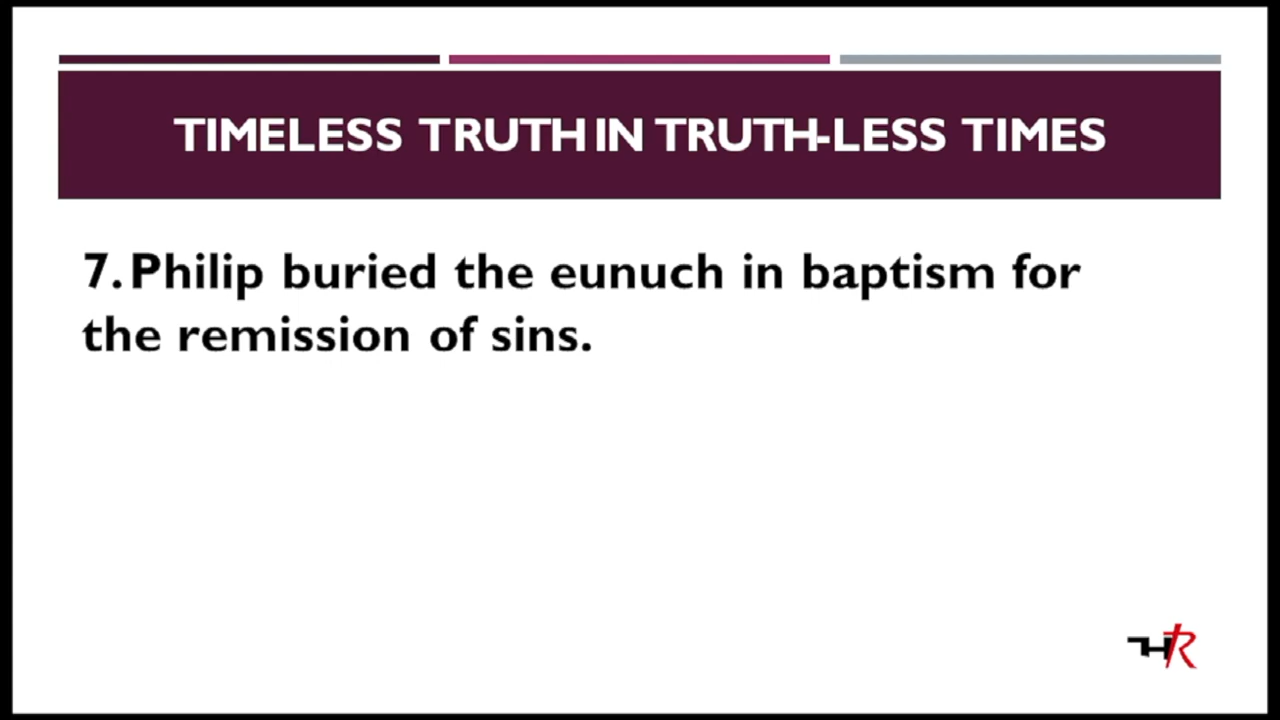 TIMELESS TRUTH IN TRUTH-LESS TIMES
7. Philip buried the eunuch in baptism for
the remission of sins.